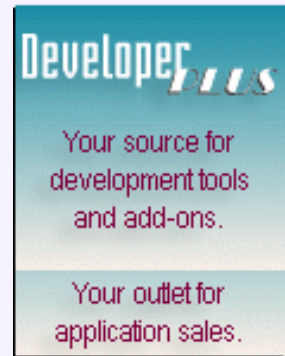 Developer
PLUS
Your source for
development tools
and add-ons.
Your outlet for
application sales.